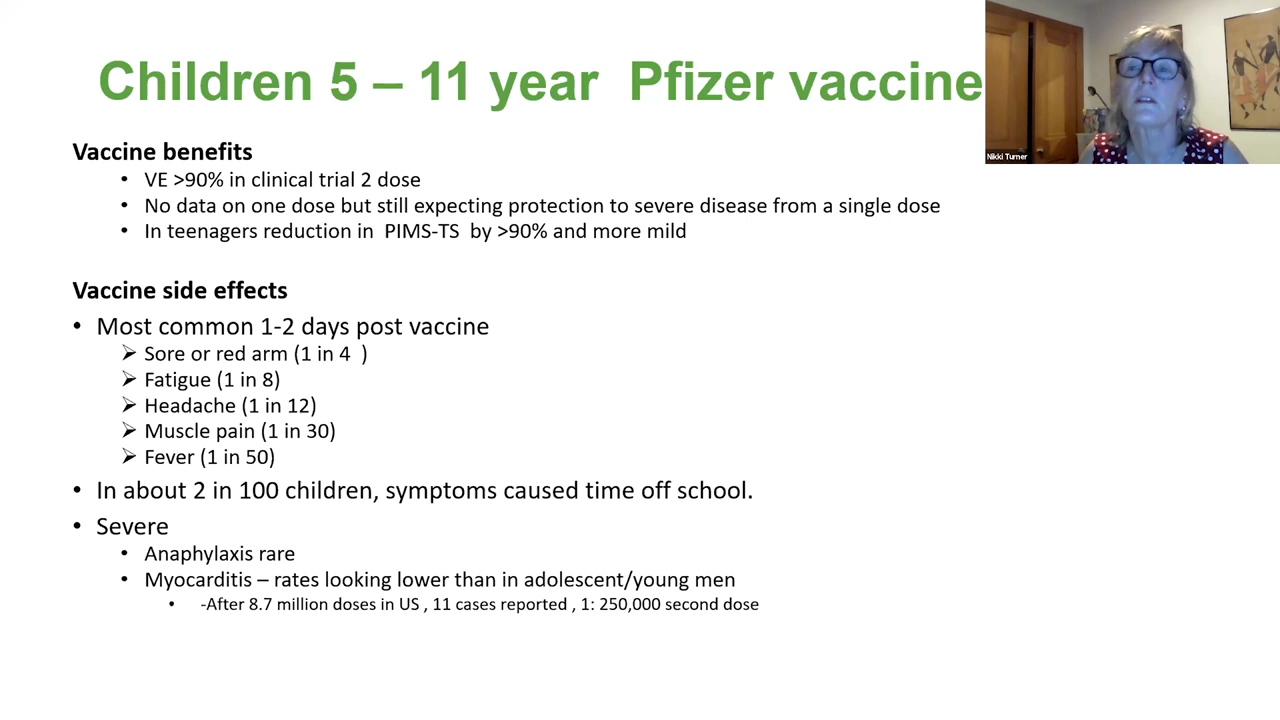 Children 5 – 11 year Pfizer vaccine
Nikki Turner
Vaccine benefits
• VE >90% in clinical trial 2 dose
• No data on one dose but still expecting protection to severe disease from a single dose
• In teenagers reduction in PIMS-TS by >90% and more mild
Vaccine side effects
• Most common 1-2 days post vaccine
➢ Sore or red arm (1 in 4 )
➢ Fatigue (1 in 8)
➢ Headache (1 in 12)
➢ Muscle pain (1 in 30)
➢ Fever (1 in 50)
• In about 2 in 100 children, symptoms caused time off school.
• Severe
• Anaphylaxis rare
• Myocarditis – rates looking lower than in adolescent/young men
• -After 8.7 million doses in US , 11 cases reported , 1: 250,000 second dose